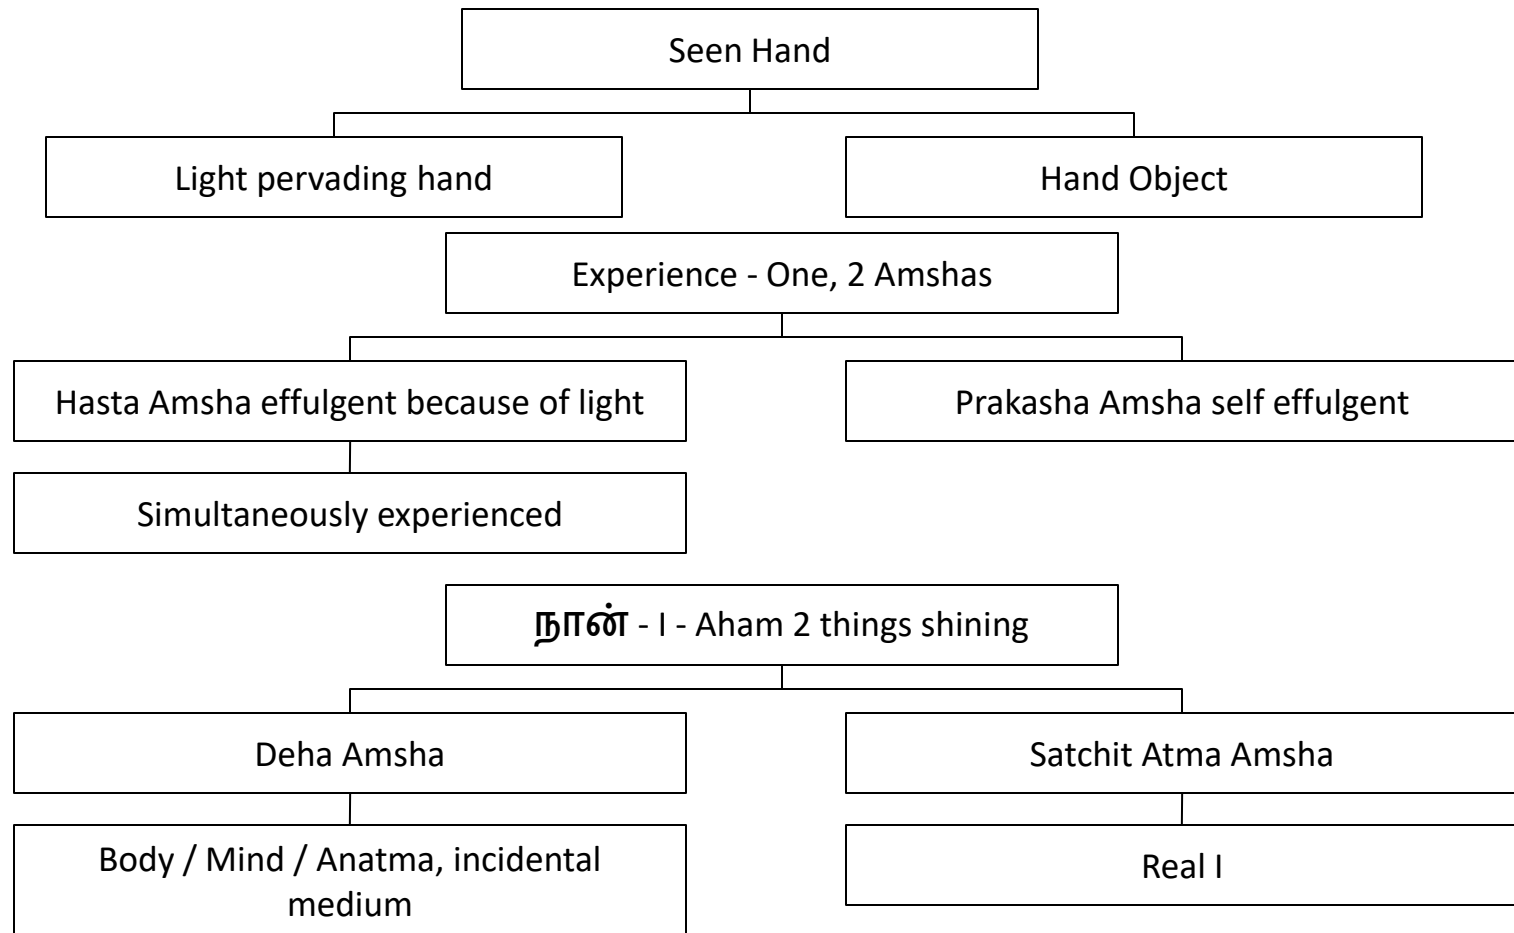 Seen Hand
Light pervading hand
Hand Object
Experience - One, 2 Amshas
Hasta Amsha effulgent because of light
Prakasha Amsha self effulgent
Simultaneously experienced
நான் - I - Aham 2 things shining
Deha Amsha
Satchit Atma Amsha
Body / Mind / Anatma, incidental
medium
Real I